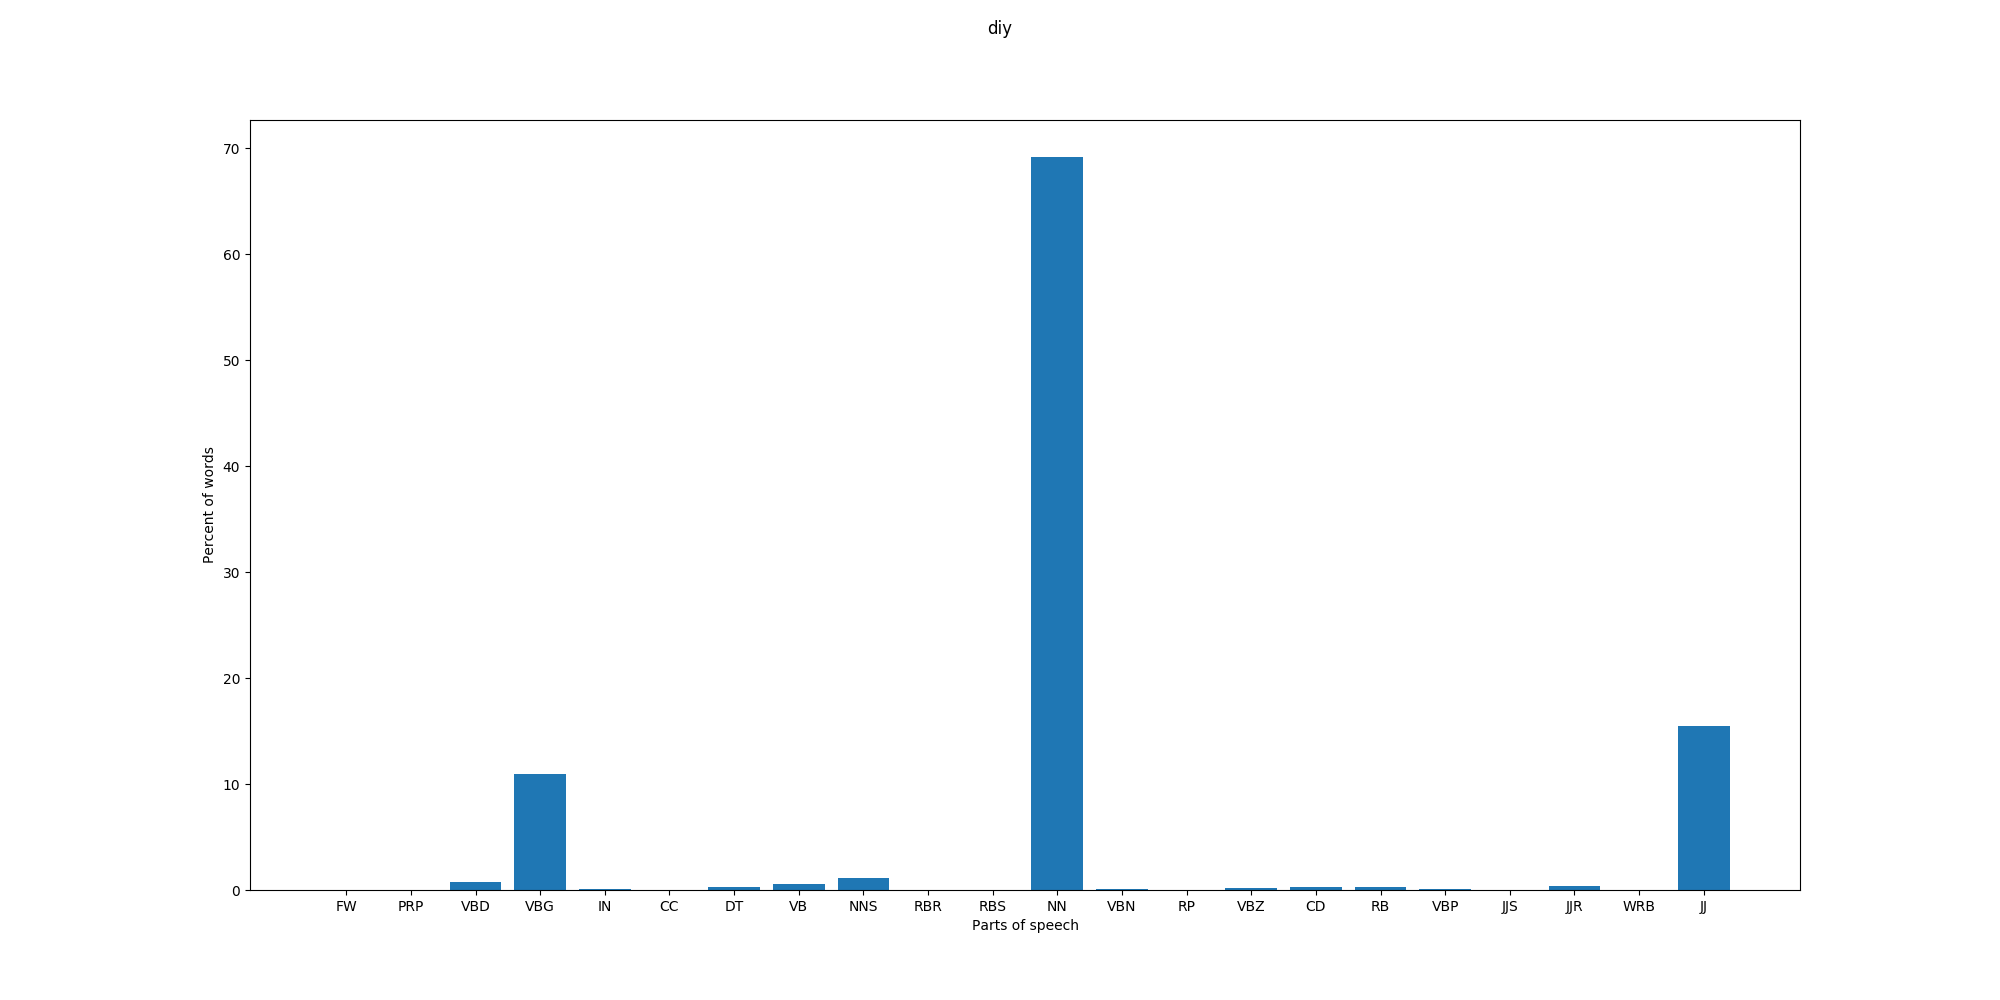 diy
70
60
50
40
30
20
10
0
Percent of words
FW PRP VBD VBG IN CC DT VB NNS RBR RBS NN VBN RP VBZ CD RB VBP JJS JJR WRB JJ
Parts of speech